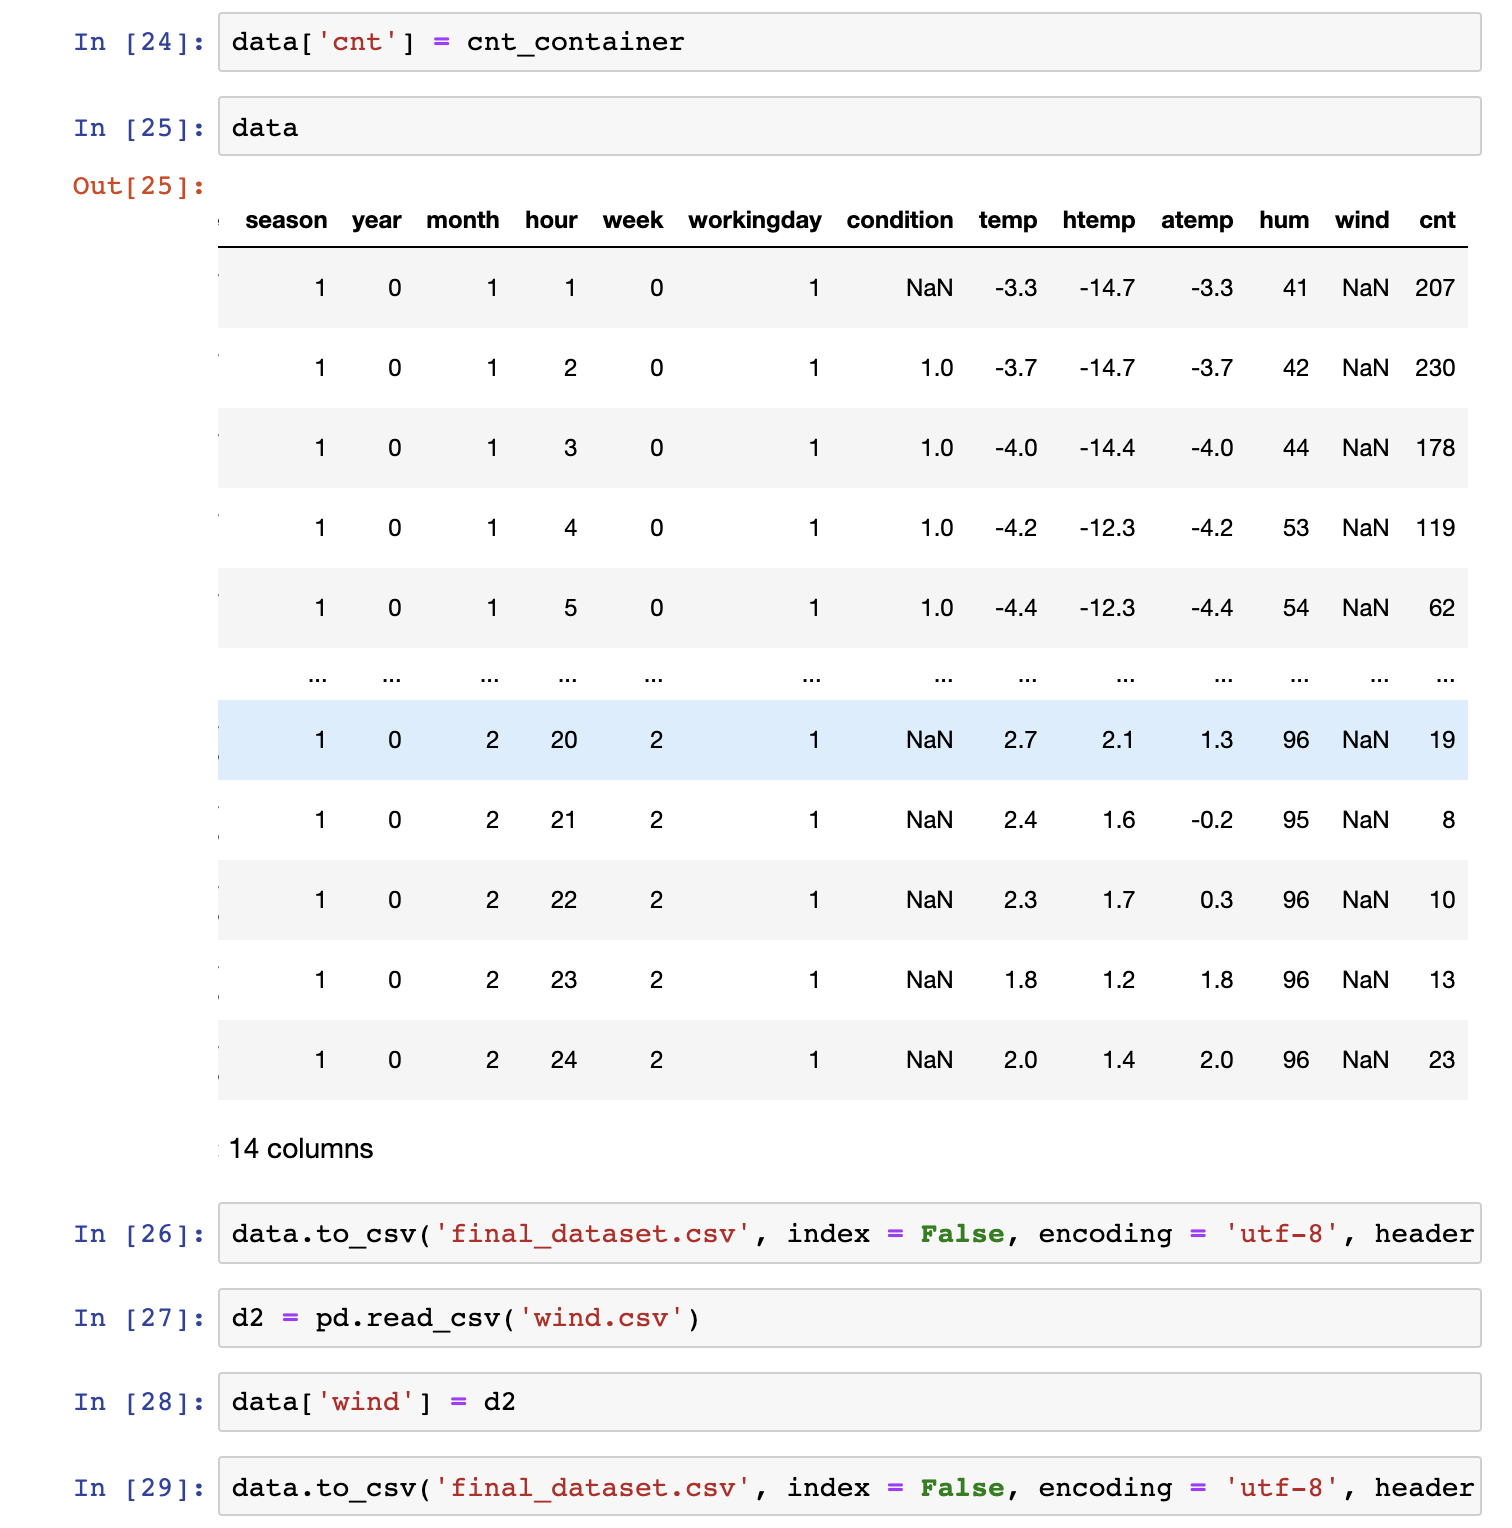 In [24]: data['cnt'] = cnt_container
In [25]: data
Out[25]:
season year month hour week workingday condition temp htemp atemp hum wind cnt
1 0 1 1 0 1 NaN -3.3 -14.7 -3.3 41 NaN 207
1 0 1 2 0 1 1.0 -3.7 -14.7 -3.7 42 NaN 230
1 0 1 3 0 1 1.0 -4.0 -14.4 -4.0 44 NaN 178
1 0 1 4 0 1 1.0 -4.2 -12.3 -4.2 53 NaN 119
1 0 1 5 0 1 1.0 -4.4 -12.3 -4.4 54 NaN 62
... ... ... ... ... ... ... ... ... ... ... ... ...
1 0 2 20 2 1 NaN 2.7 2.1 1.3 96 NaN 19
1 0 2 21 2 1 NaN 2.4 1.6 -0.2 95 NaN 8
1 0 2 22 2 1 NaN 2.3 1.7 0.3 96 NaN 10
1 0 2 23 2 1 NaN 1.8 1.2 1.8 96 NaN 13
1 0 2 24 2 1 NaN 2.0 1.4 2.0 96 NaN 23
14 columns
In [26]: data.to_csv('final_dataset.csv', index = False, encoding = 'utf-8', header
In [27]: d2 = pd.read_csv('wind.csv')
In [28]: data['wind'] = d2
In [29]: data.to_csv('final_dataset.csv', index = False, encoding = 'utf-8', header